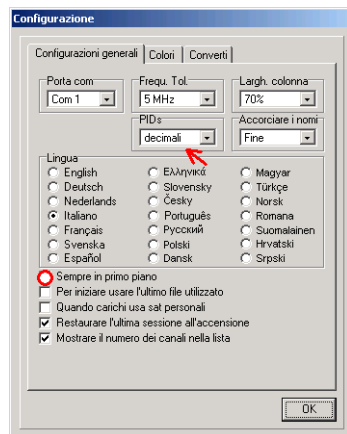 Configurazione
Configurazioni generali Colori Converti
Porta com Frequ. Tol. Largh. colonna
Com 1 5 MHz 70%
PIDs Accorciare i nomi
decimali Fine
Lingua
English Ελληνικά Magyar
Deutsch Slovensky Türkçe
Nederlands Česky Norsk
Italiano Português Romana
Français Русский Suomalainen
Svenska Polski Hrvatski
Español Dansk Srpski
Sempre in primo piano
Per iniziare usare l'ultimo file utilizzato
Quando carichi usa sat personali
Restaurare l'ultima sessione all'accensione
Mostrare il numero dei canali nella lista
OK